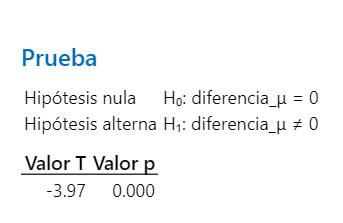 Prueba
Hipótesis nula H₀: diferencia_μ = 0
Hipótesis alterna H₁: diferencia_μ ≠ 0
Valor T Valor p
-3.97 0.000